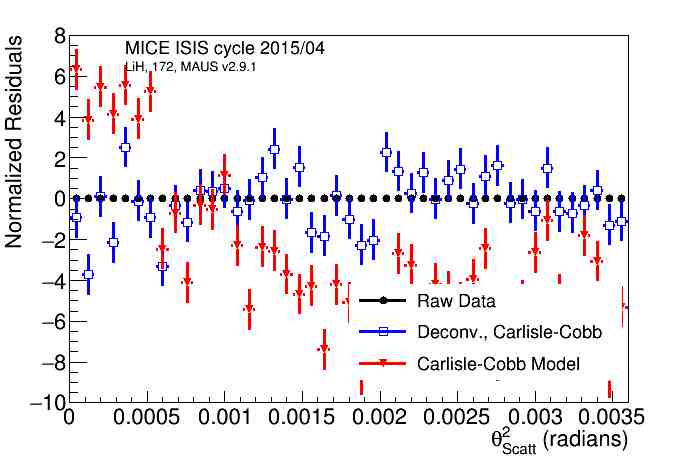 MICE ISIS cycle 2015/04
LiH, 172, MAUS v2.9.1
Normalized Residuals
8
6
4
2
0
−2
−4
−6
−8
−10
Raw Data
Deconv., Carlisle-Cobb
Carlisle-Cobb Model
0 0.0005 0.001 0.0015 0.002 0.0025 0.003 0.0035
θ²Scatt (radians)